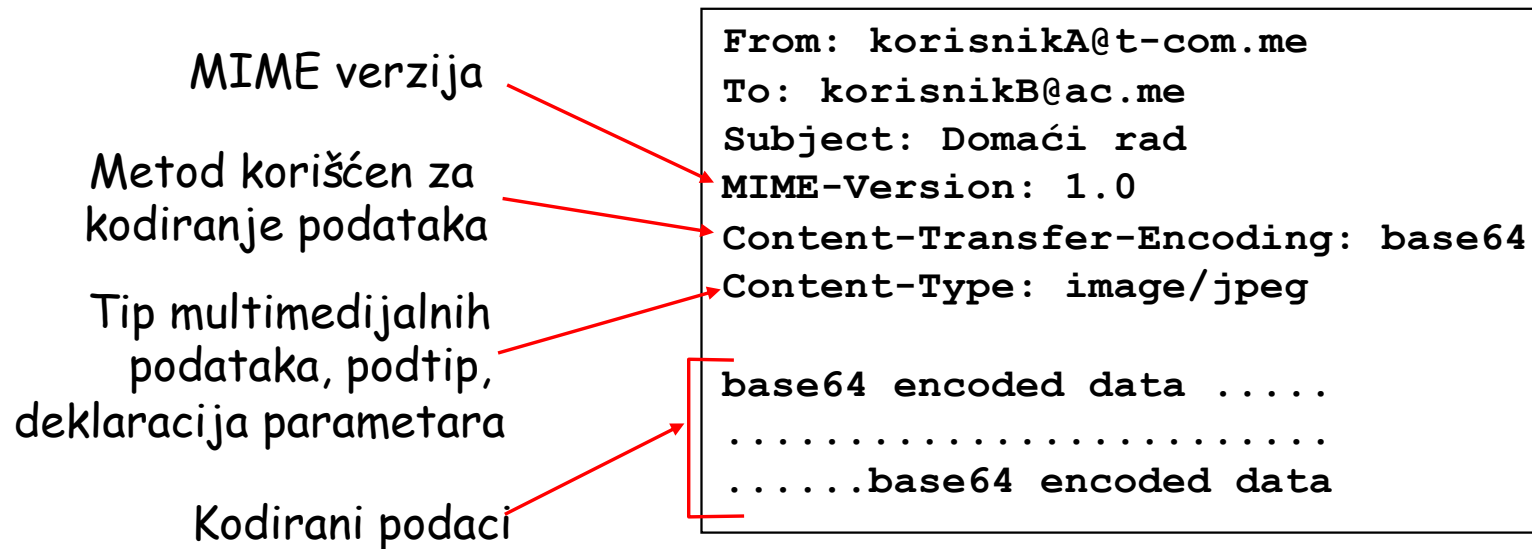 MIME verzija
Metod korišćen za
kodiranje podataka
Tip multimedijalnih
podataka, podtip,
deklaracija parametara
Kodirani podaci
From: korisnikA@t-com.me
To: korisnikB@ac.me
Subject: Domaći rad
MIME-Version: 1.0
Content-Transfer-Encoding: base64
Content-Type: image/jpeg
base64 encoded data .....
.........................
......base64 encoded data